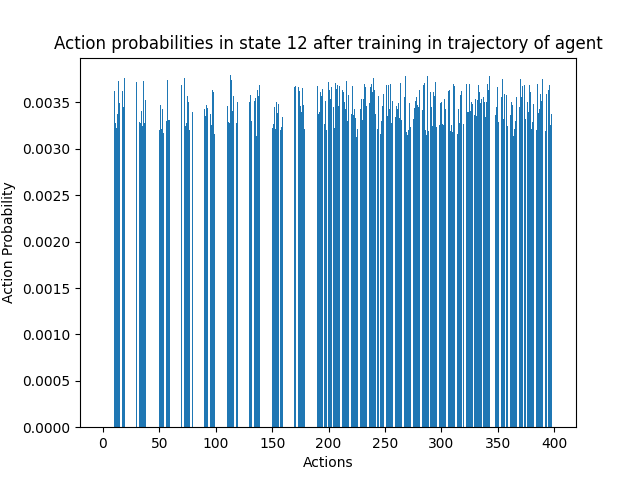 Action probabilities in state 12 after training in trajectory of agent
Action Probability
0.0035
0.0030
0.0025
0.0020
0.0015
0.0010
0.0005
0.0000
0 50 100 150 200 250 300 350 400
Actions